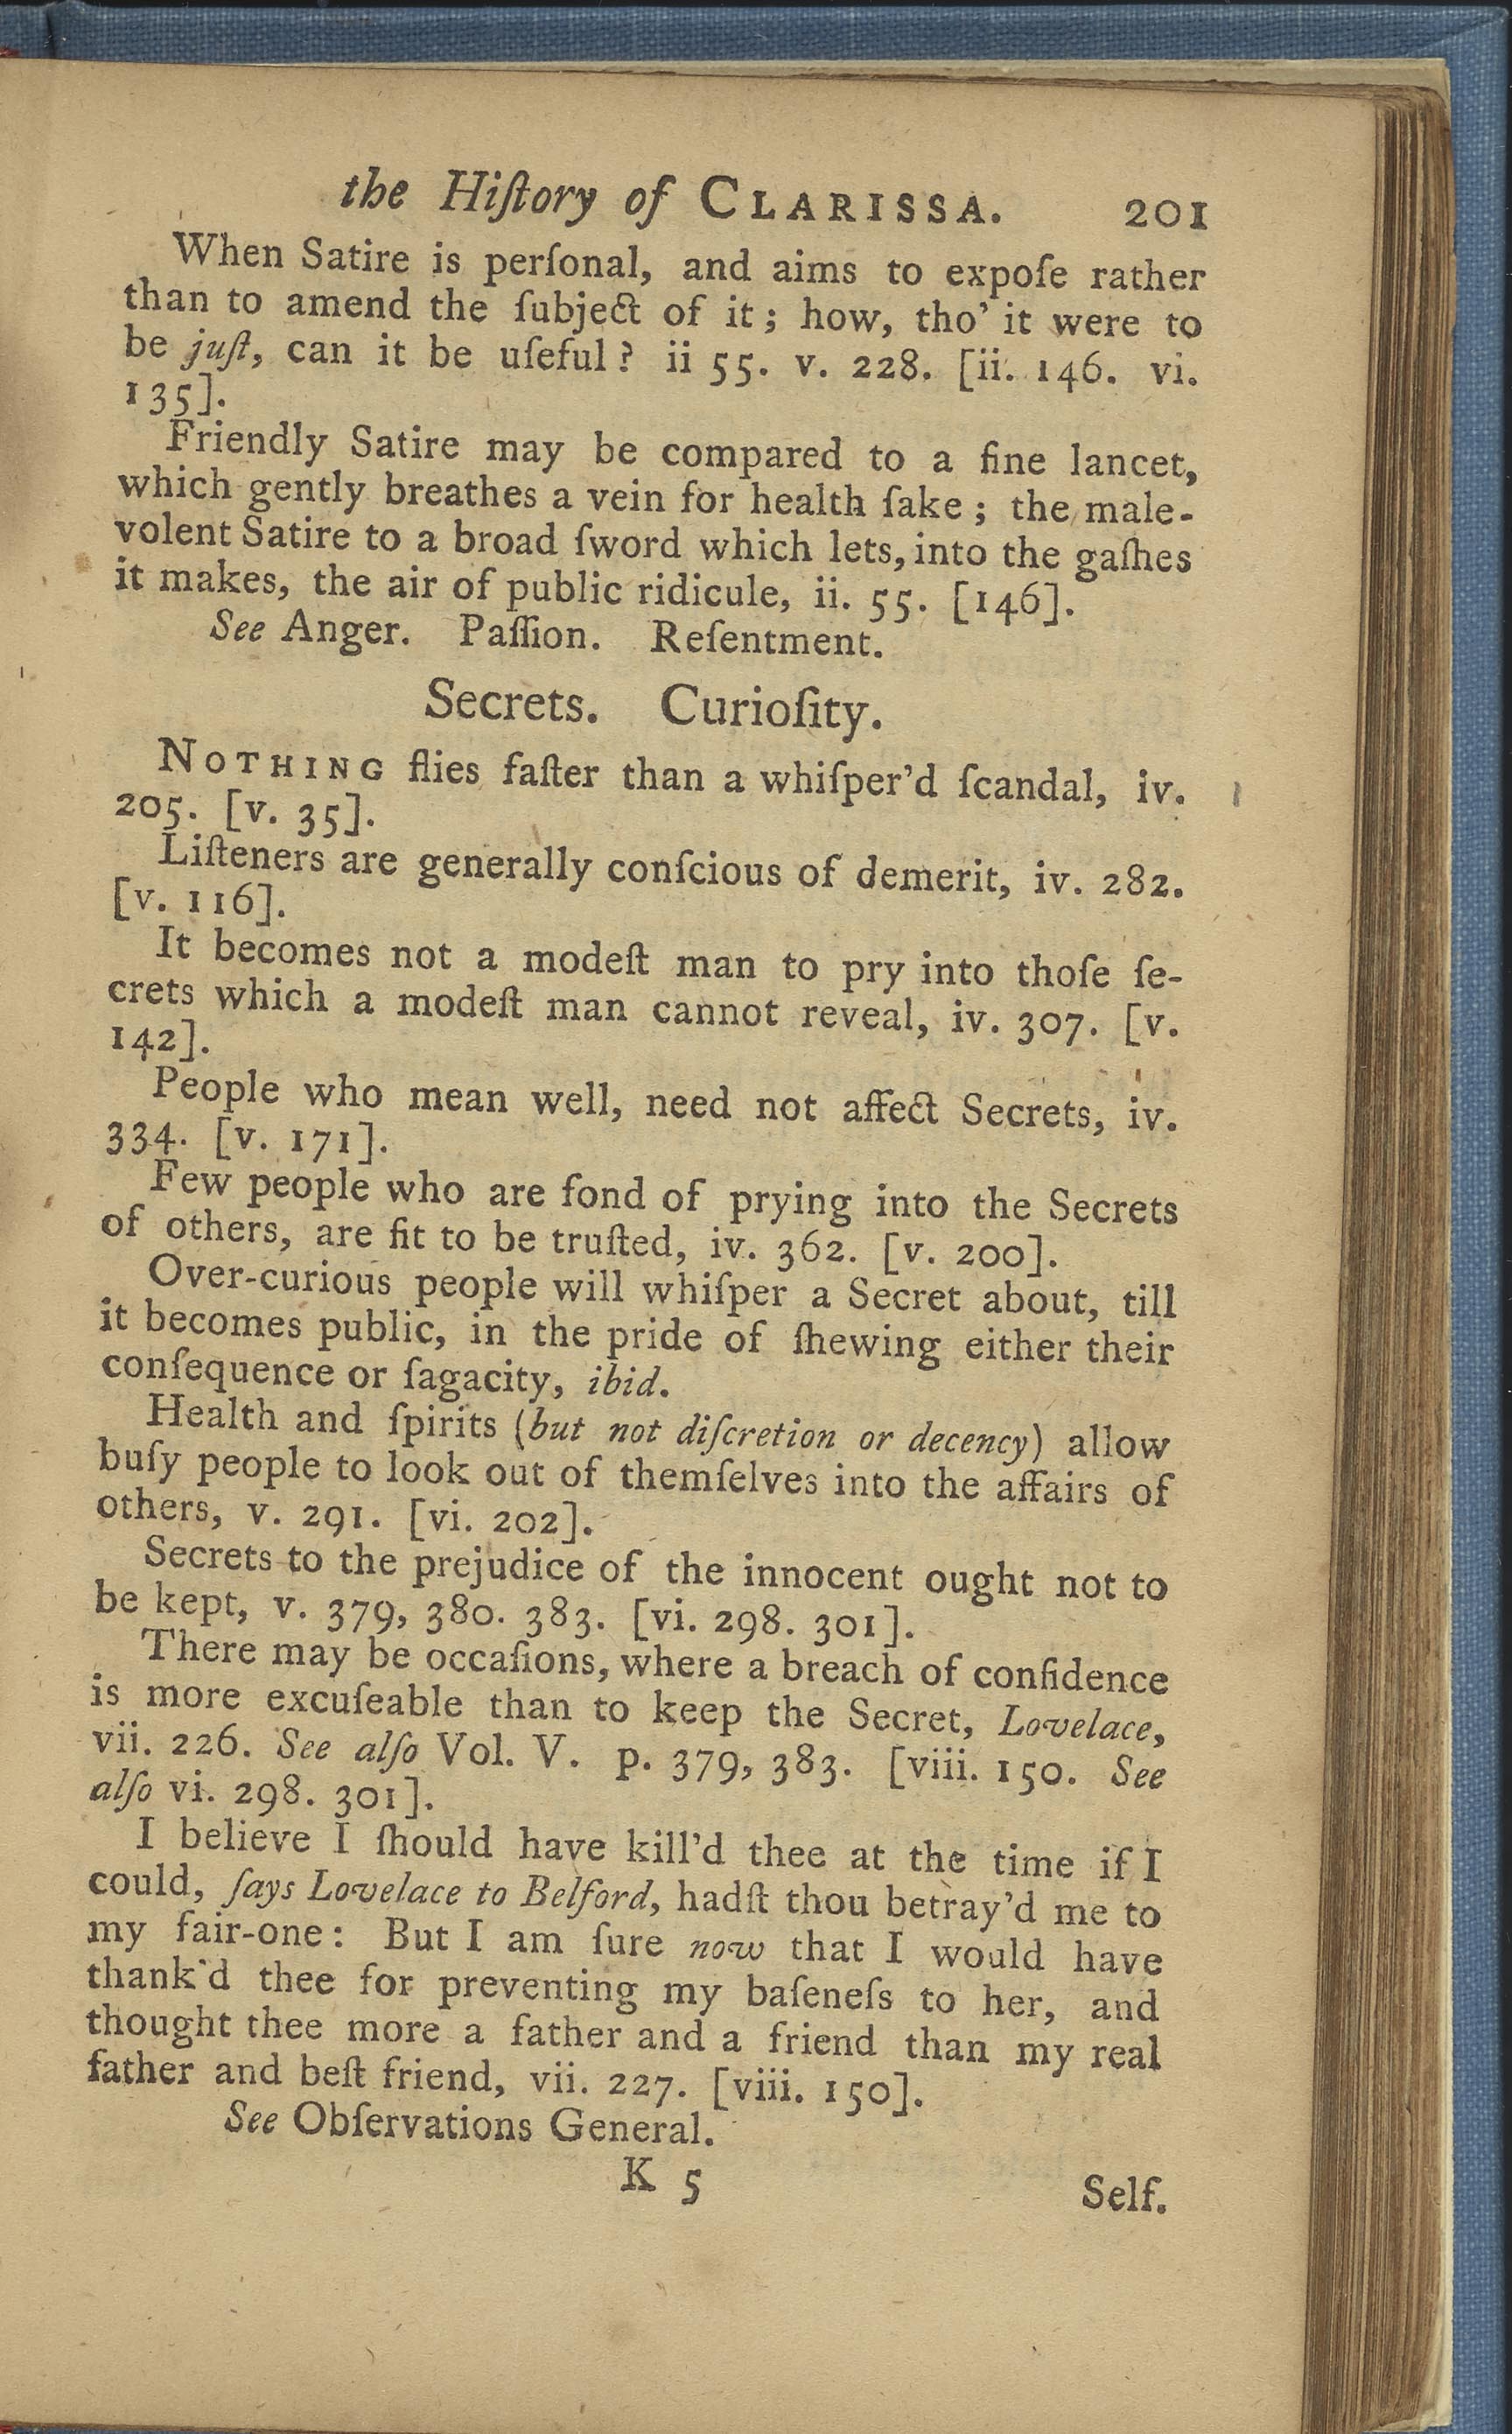 the Hiſtory of CLARISSA. 201
When Satire is perſonal, and aims to expoſe rather
than to amend the ſubject of it; how, tho' it were to
be juſt, can it be uſeful? ii 55. v. 228. [ii. 146. vi.
135].
Friendly Satire may be compared to a fine lancet,
which gently breathes a vein for health ſake; the male-
volent Satire to a broad ſword which lets, into the gaſhes
it makes, the air of public ridicule, ii. 55. [146].
See Anger. Paſſion. Reſentment.
Secrets. Curioſity.
NOTHING flies faſter than a whiſper'd ſcandal, iv.
205. [v. 35].
Liſteners are generally conſcious of demerit, iv. 282.
[v. 116].
It becomes not a modeſt man to pry into thoſe ſe-
crets which a modeſt man cannot reveal, iv. 307. [v.
142].
People who mean well, need not affect Secrets, iv.
334. [v. 171].
Few people who are fond of prying into the Secrets
of others, are fit to be truſted, iv. 362. [v. 200].
Over-curious people will whiſper a Secret about, till
it becomes public, in the pride of ſhewing either their
conſequence or ſagacity, ibid.
Health and ſpirits (but not diſcretion or decency) allow
buſy people to look out of themſelves into the affairs of
others, v. 291. [vi. 202].
Secrets to the prejudice of the innocent ought not to
be kept, v. 379, 380. 383. [vi. 298. 301].
There may be occaſions, where a breach of confidence
is more excuſeable than to keep the Secret, Lovelace,
vii. 226. See alſo Vol. V. p. 379, 383. [viii. 150. See
alſo vi. 298. 301].
I believe I ſhould have kill'd thee at the time if I
could, ſays Lovelace to Belford, hadſt thou betray'd me to
my fair-one: But I am ſure now that I would have
thank'd thee for preventing my baſeneſs to her, and
thought thee more a father and a friend than my real
father and beſt friend, vii. 227. [viii. 150].
See Obſervations General.
K 5 Self.